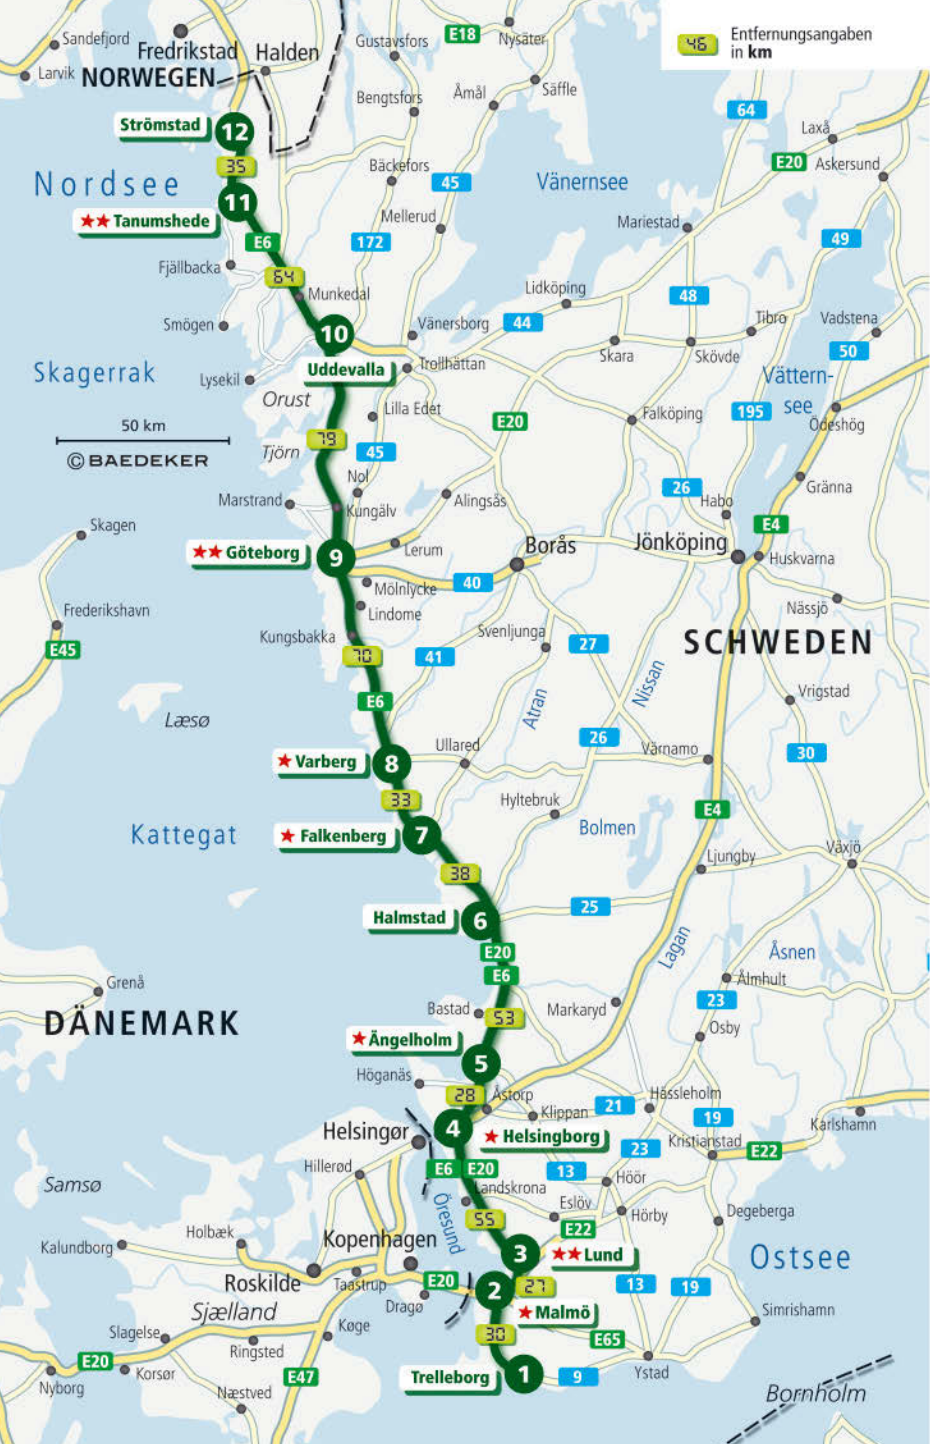 Sandefjord
Fredrikstad
Halden
Gustavsfors
E18
Nysäter
46
Entfernungsangaben
in km
Larvik
NORWEGEN
Bengtsfors
Åmål
Säffle
64
Laxå
Strömstad
12
35
Bäckefors
E20
Askersund
Nordsee
45
Vänernsee
11
Tanumshede
Mellerud
Mariestad
E6
172
49
Fjällbacka
64
Munkedal
Lidköping
48
Smögen
10
Vänersborg
44
Tibro
Vadstena
Skara
Skövde
50
Skagerrak
Lysekil
Uddevalla
Trollhättan
Vättern-
see
Orust
Lilla Edet
E20
Falköping
195
Ödeshög
50 km
©BAEDEKER
Tjörn
79
45
Nol
26
Gränna
Marstrand
Kungälv
Alingsås
Habo
Skagen
E4
Göteborg
9
Lerum
Borås
Jönköping
Huskvarna
Mölnlycke
40
Frederikshavn
Lindome
Nässjo
Kungsbakka
Svenljunga
27
SCHWEDEN
E45
70
41
Nissan
Læsø
E6
Atran
Vrigstad
26
Varberg
8
Ullared
Värnamo
30
33
Hyltebruk
E4
Kattegat
Falkenberg
7
Bolmen
Växjö
38
Ljungby
Halmstad
6
25
E20
E6
Lagan
Åsnen
Grenå
Älmhult
DÄNEMARK
Bastad
53
Markaryd
23
Osby
Ängelholm
5
Höganäs
28
Åstorp
Klippan
21
Hässleholm
19
Karlshamn
Helsingør
4
Helsingborg
23
Kristianstad
E22
Hillerød
E6
E20
13
Höör
Samsø
Landskrona
Öresund
Eslöv
Hörby
Degeberga
55
E22
Kalundborg
Holbæk
Kopenhagen
3
Lund
Ostsee
Roskilde
Taastrup
E20
2
27
13
19
Dragø
Malmö
Sjælland
Simrishamn
Slagelse
Køge
30
E65
Ringsted
E20
Korsør
E47
Trelleborg
1
9
Ystad
Nyborg
Næstved
Bornholm